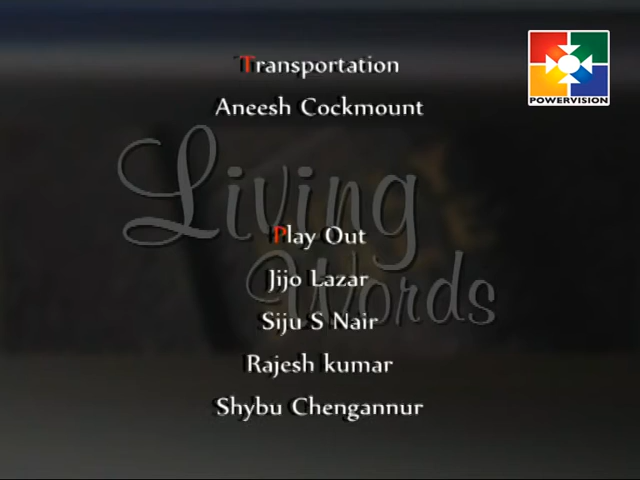 Transportation
Aneesh Cockmount
POWERVISION
Living
Words
Play Out
Jijo Lazar
Siju S Nair
Rajesh kumar
Shybu Chengannur